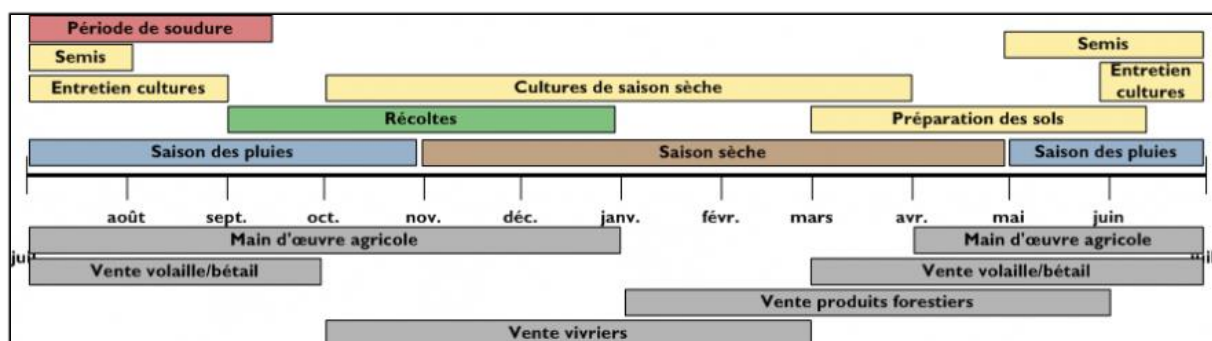 Période de soudure
Semis
Semis
Entretien cultures
Cultures de saison sèche
Entretien
cultures
Récoltes
Préparation des sols
Saison des pluies
Saison sèche
Saison des pluies
août sept. oct. nov. déc. janv. févr. mars avr. mai juin
Main d'œuvre agricole
Main d'œuvre agricole
Vente volaille/bétail
Vente volaille/bétail
Vente produits forestiers
Vente vivriers